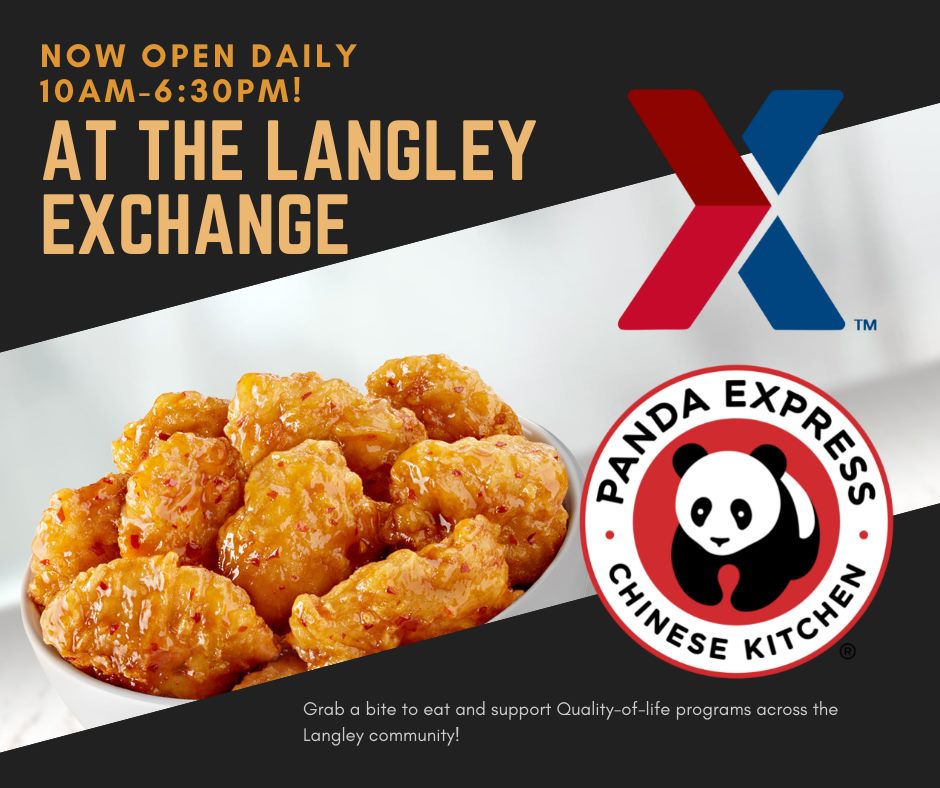 NOW OPEN DAILY
10AM-6:30PM!
AT THE LANGLEY
EXCHANGE
TM
PANDA EXPRESS
CHINESE KITCHEN
®
Grab a bite to eat and support Quality-of-life programs across the
Langley community!